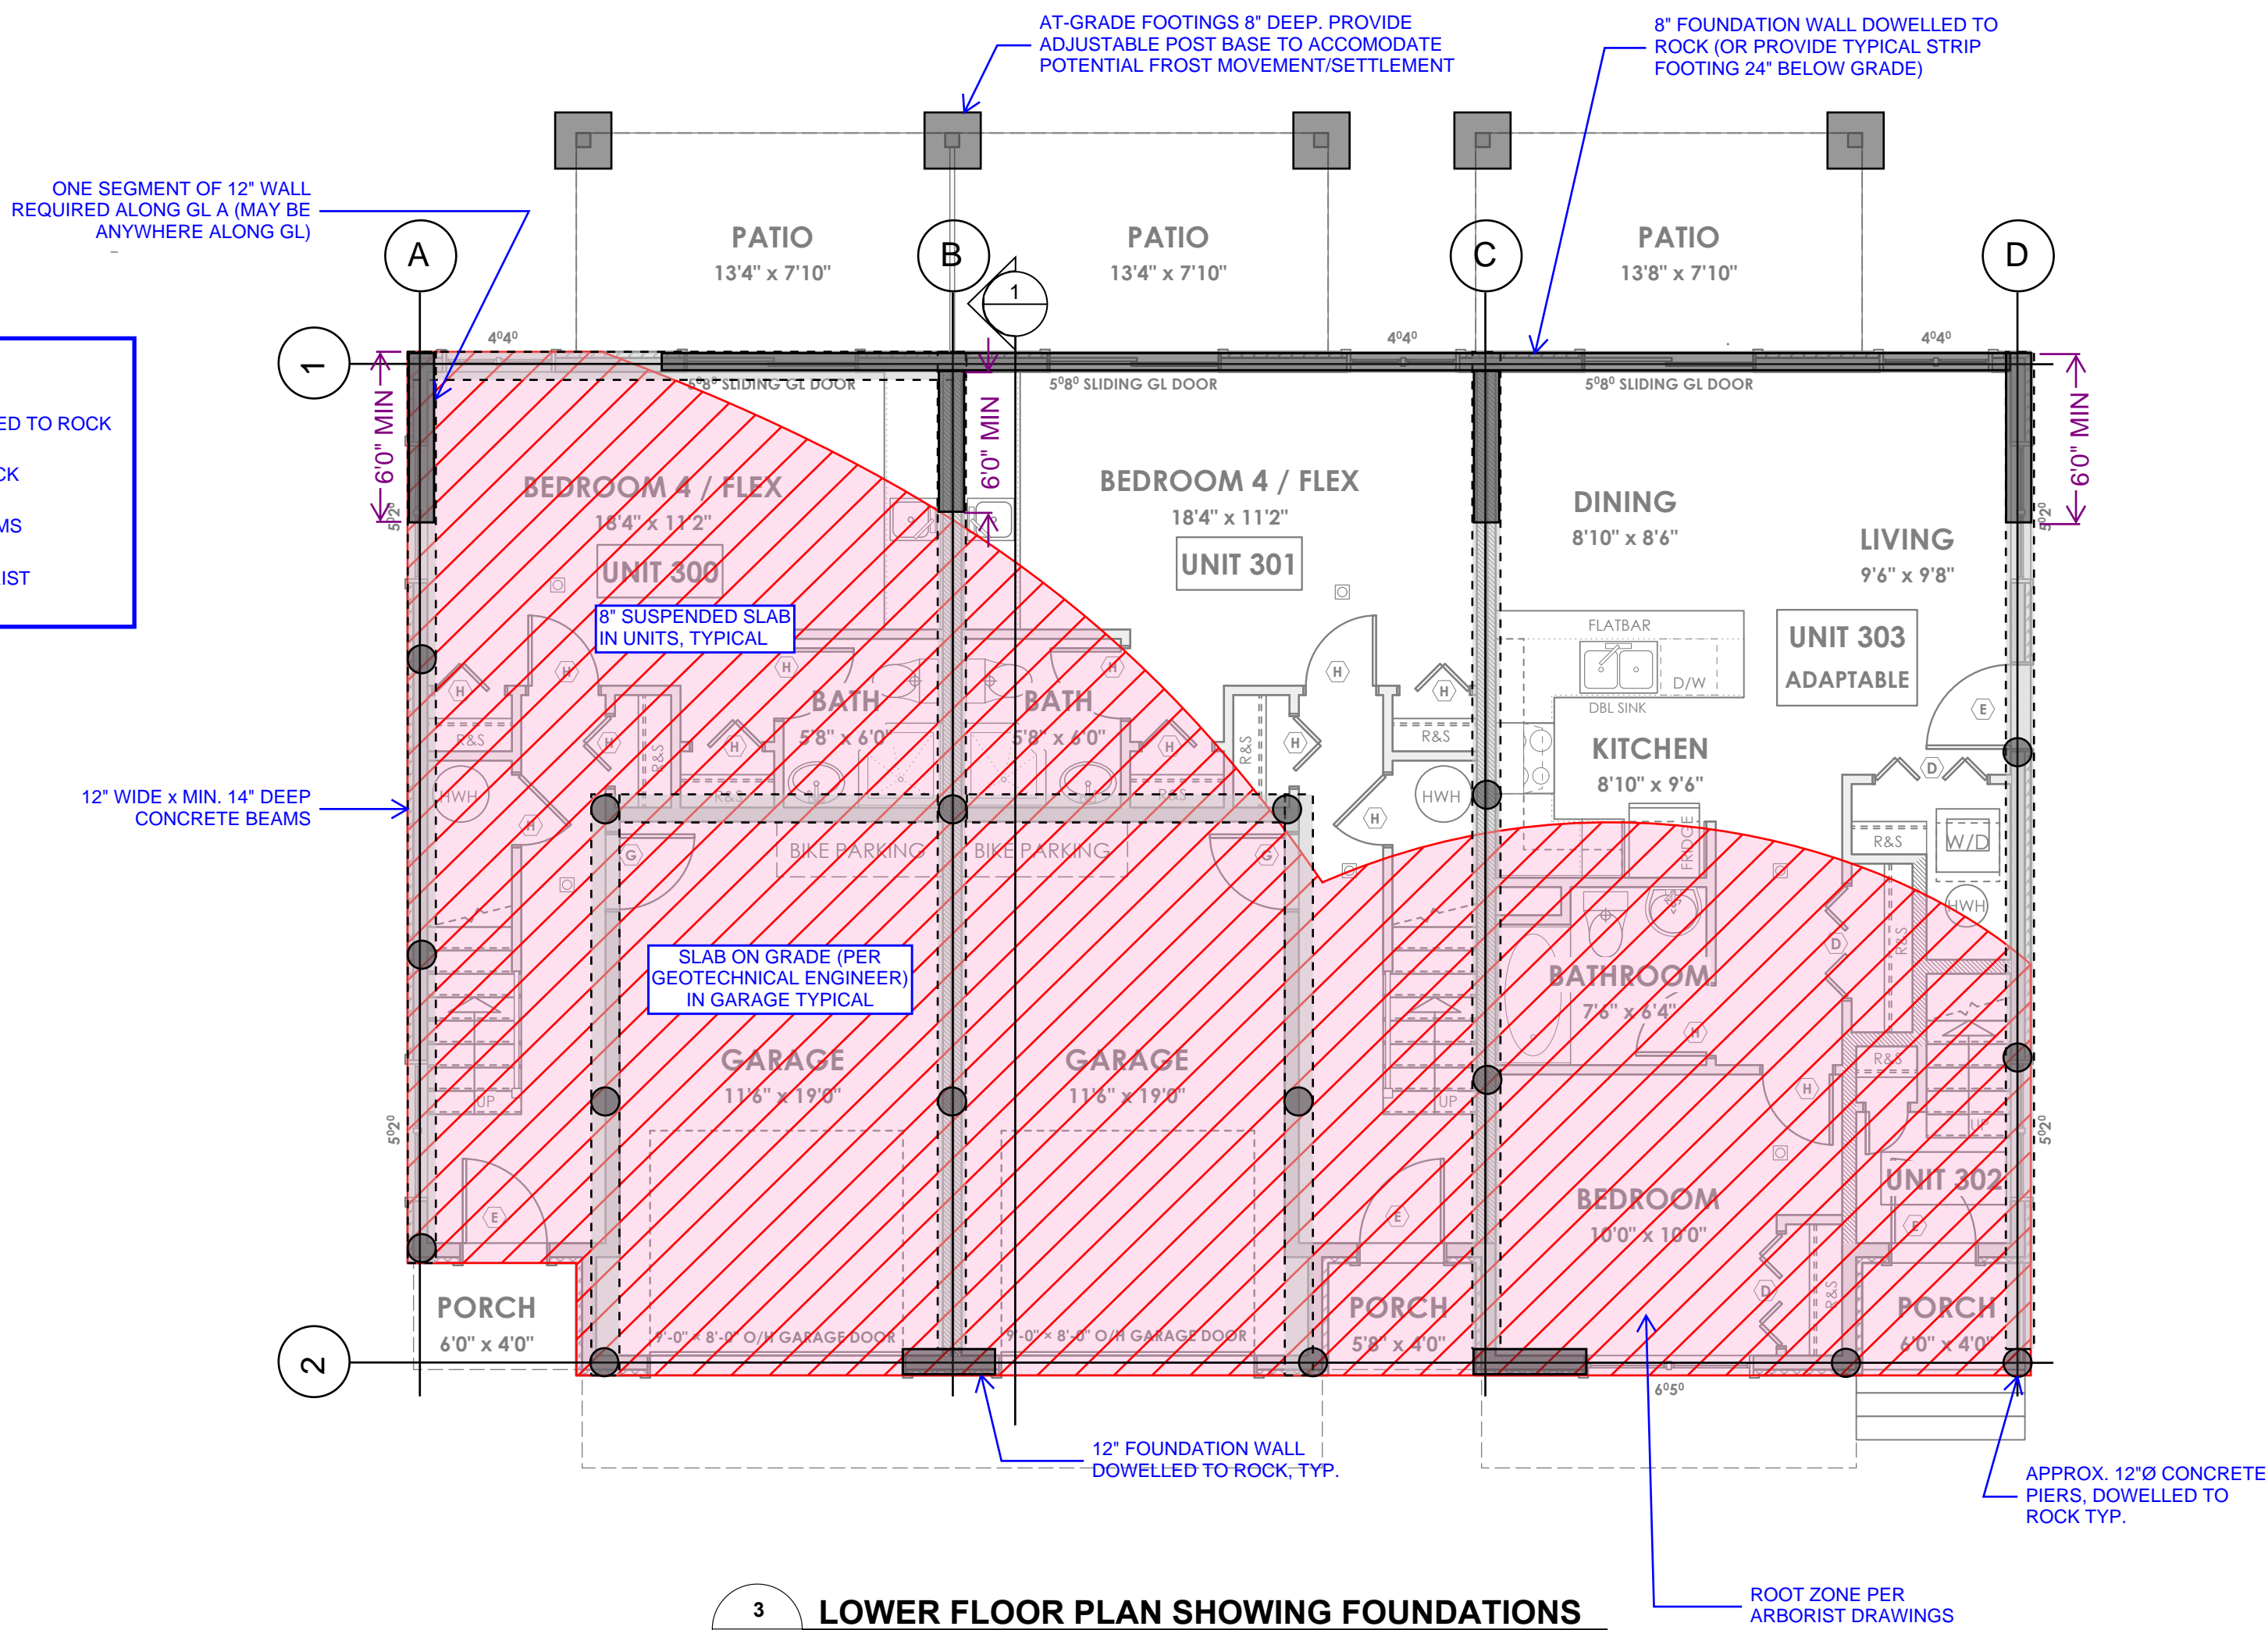 AT-GRADE FOOTINGS 8" DEEP. PROVIDE
ADJUSTABLE POST BASE TO ACCOMODATE
POTENTIAL FROST MOVEMENT/SETTLEMENT
8" FOUNDATION WALL DOWELLED TO
ROCK (OR PROVIDE TYPICAL STRIP
FOOTING 24" BELOW GRADE)
ONE SEGMENT OF 12" WALL
REQUIRED ALONG GL A (MAY BE
ANYWHERE ALONG GL)
A
B
C
D
1
PATIO
13'4" x 7'10"
PATIO
13'4" x 7'10"
PATIO
13'8" x 7'10"
1
4⁰4⁰
4⁰4⁰
4⁰4⁰
5⁰8⁰ SLIDING GL DOOR
5⁰8⁰ SLIDING GL DOOR
5⁰8⁰ SLIDING GL DOOR
ED TO ROCK
CK
MS
IST
6'0" MIN
6'0" MIN
6'0" MIN
5⁰2⁰
5⁰2⁰
BEDROOM 4 / FLEX
18'4" x 11'2"
UNIT 300
BEDROOM 4 / FLEX
18'4" x 11'2"
UNIT 301
DINING
8'10" x 8'6"
LIVING
9'6" x 9'8"
8" SUSPENDED SLAB
IN UNITS, TYPICAL
FLATBAR
D/W
DBL SINK
UNIT 303
ADAPTABLE
H
H
H
H
H
H
H
E
BATH
5'8" x 6'0"
BATH
5'8" x 6'0"
R&S
R&S
R&S
R&S
R&S
R&S
H
H
H
H
KITCHEN
8'10" x 9'6"
D
HWH
HWH
H
H
12" WIDE x MIN. 14" DEEP
CONCRETE BEAMS
FRIDGE
R&S
W/D
HWH
G
BIKE PARKING
BIKE PARKING
G
SLAB ON GRADE (PER
GEOTECHNICAL ENGINEER)
IN GARAGE TYPICAL
BATHROOM
7'6" x 6'4"
H
D
R&S
R&S
GARAGE
11'6" x 19'0"
GARAGE
11'6" x 19'0"
UP
UP
UP
H
5⁰2⁰
5⁰2⁰
BEDROOM
10'0" x 10'0"
UNIT 302
E
E
E
D
R&S
PORCH
6'0" x 4'0"
9'-0" × 8'-0" O/H GARAGE DOOR
9'-0" × 8'-0" O/H GARAGE DOOR
PORCH
5'8" x 4'0"
PORCH
6'0" x 4'0"
2
6⁰5⁰
12" FOUNDATION WALL
DOWELLED TO ROCK, TYP.
APPROX. 12"Ø CONCRETE
PIERS, DOWELLED TO
ROCK TYP.
ROOT ZONE PER
ARBORIST DRAWINGS
3
LOWER FLOOR PLAN SHOWING FOUNDATIONS